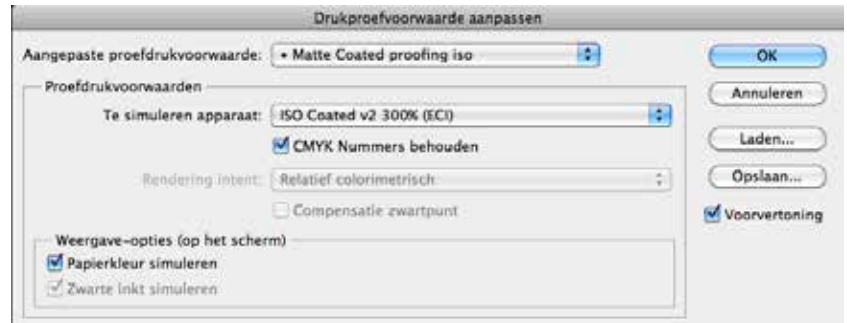 Drukproefvoorwaarde aanpassen
Aangepaste proefdrukvoorwaarde: • Matte Coated proofing iso
OK
Proefdrukvoorwaarden
Annuleren
Te simuleren apparaat: ISO Coated v2 300% (ECI)
CMYK Nummers behouden
Laden...
Rendering intent: Relatief colorimetrisch
Opslaan...
Compensatie zwartpunt
Voorvertoning
Weergave-opties (op het scherm)
Papierkleur simuleren
Zwarte inkt simuleren